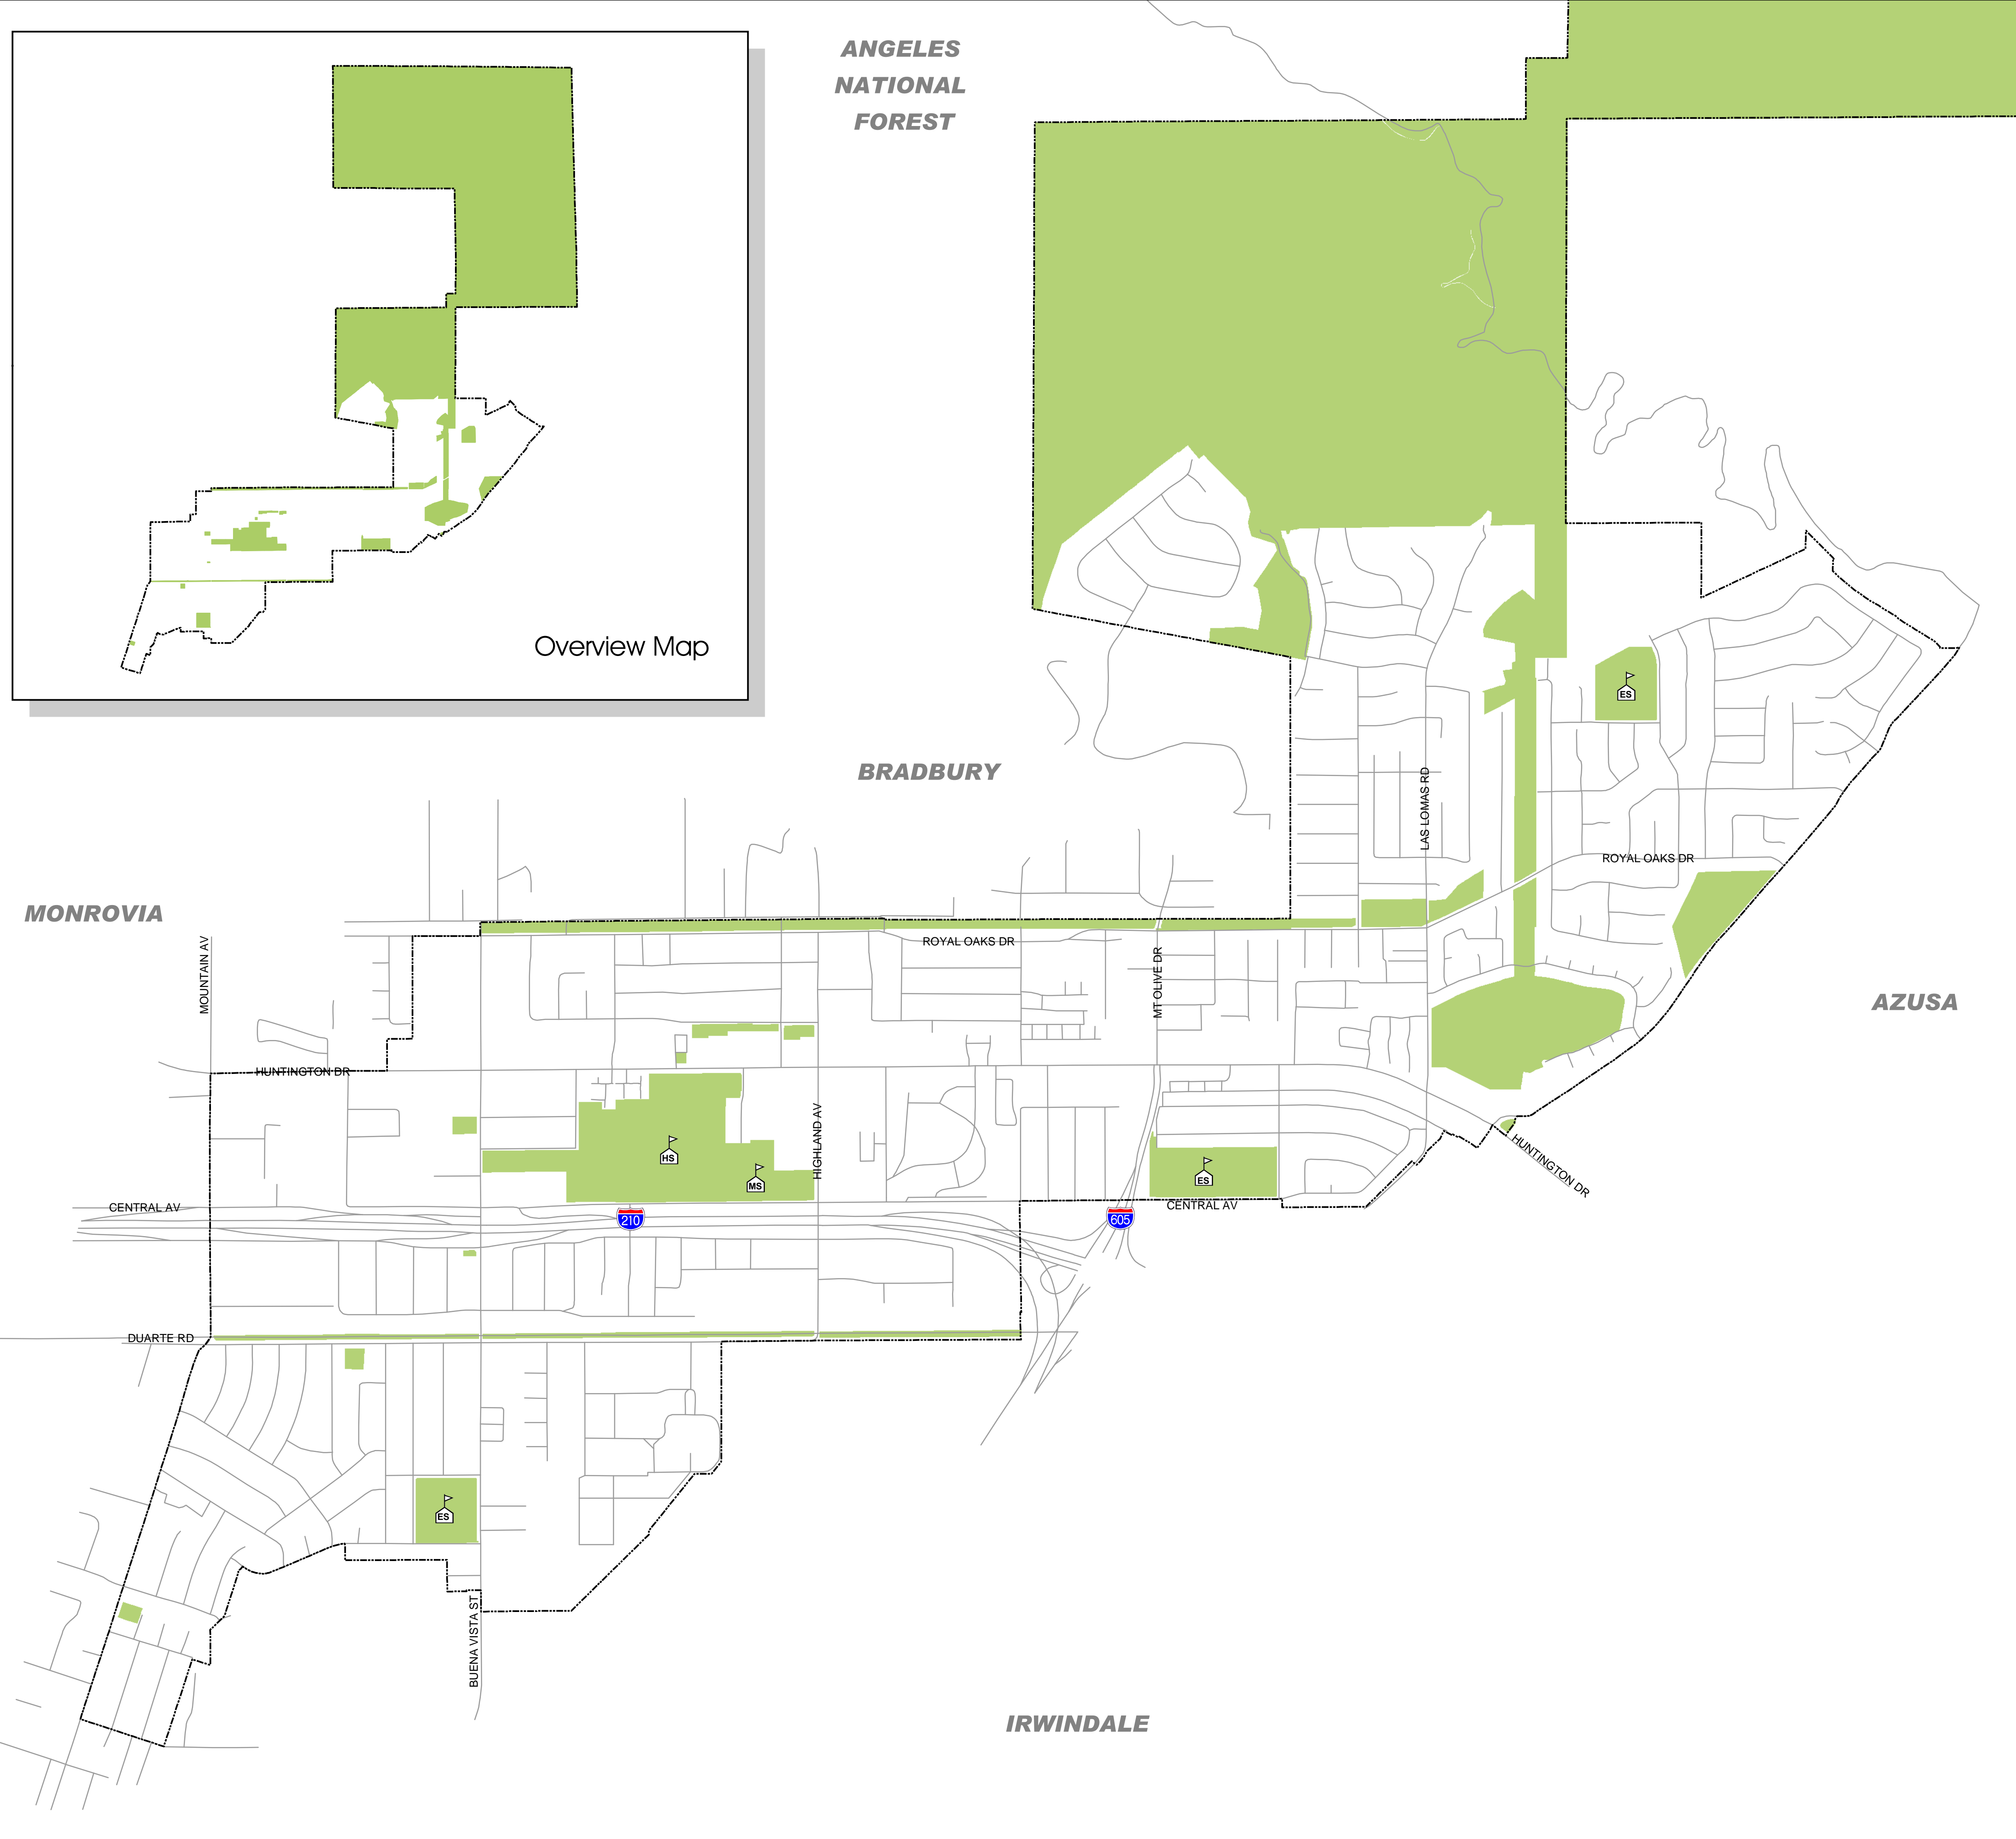 ANGELES
NATIONAL
FOREST
Overview Map
ES
BRADBURY
LAS LOMAS RD
ROYAL OAKS DR
MONROVIA
MOUNTAIN AV
ROYAL OAKS DR
MT OLIVE DR
AZUSA
HUNTINGTON DR
HIGHLAND AV
HS
MS
ES
HUNTINGTON DR
CENTRAL AV
CENTRAL AV
210
605
DUARTE RD
ES
BUENA VISTA ST
IRWINDALE